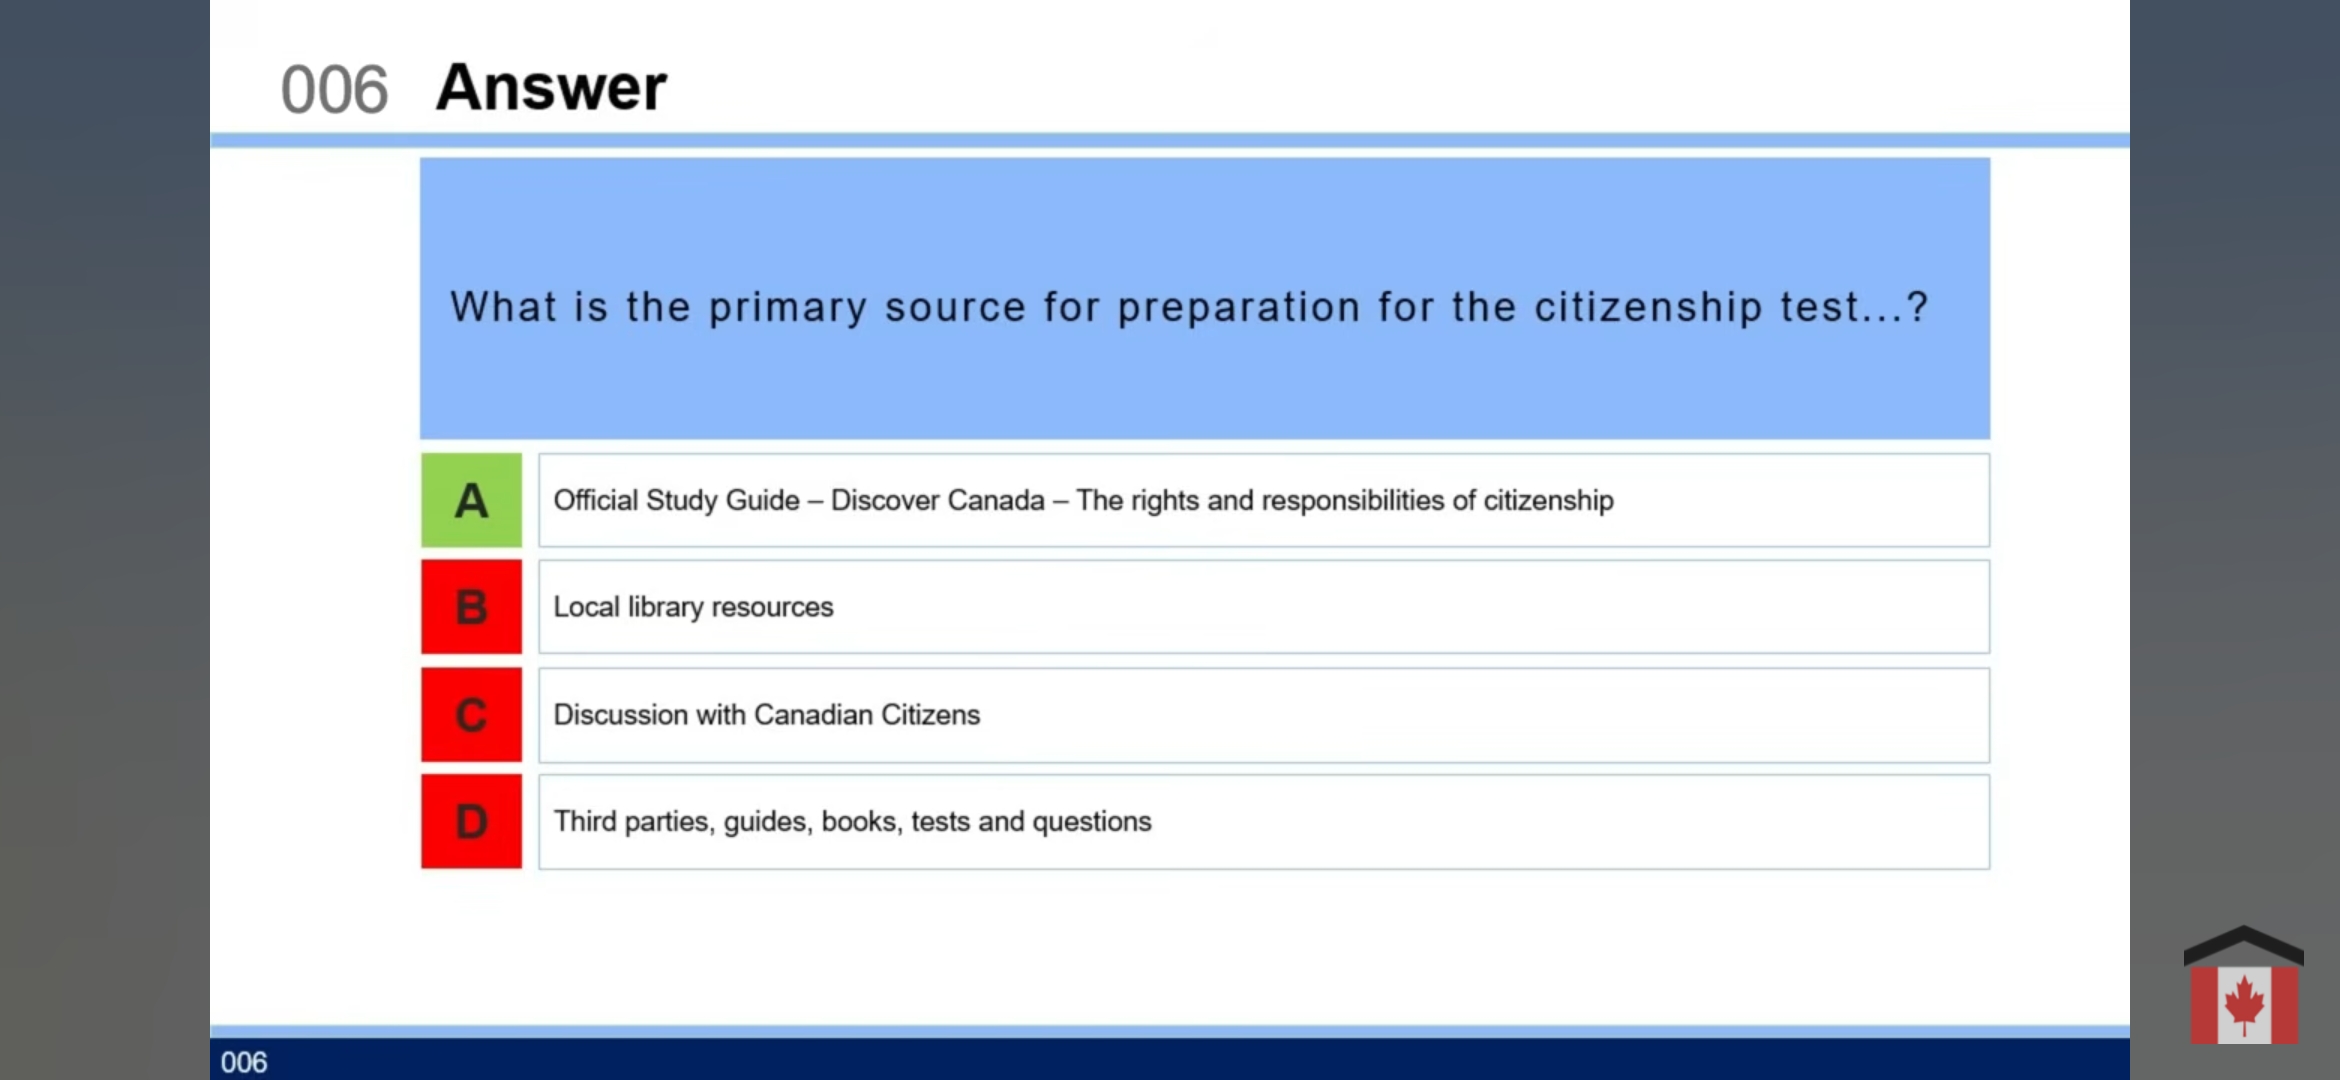 006 Answer
What is the primary source for preparation for the citizenship test...?
A Official Study Guide – Discover Canada – The rights and responsibilities of citizenship
B Local library resources
C Discussion with Canadian Citizens
D Third parties, guides, books, tests and questions
006